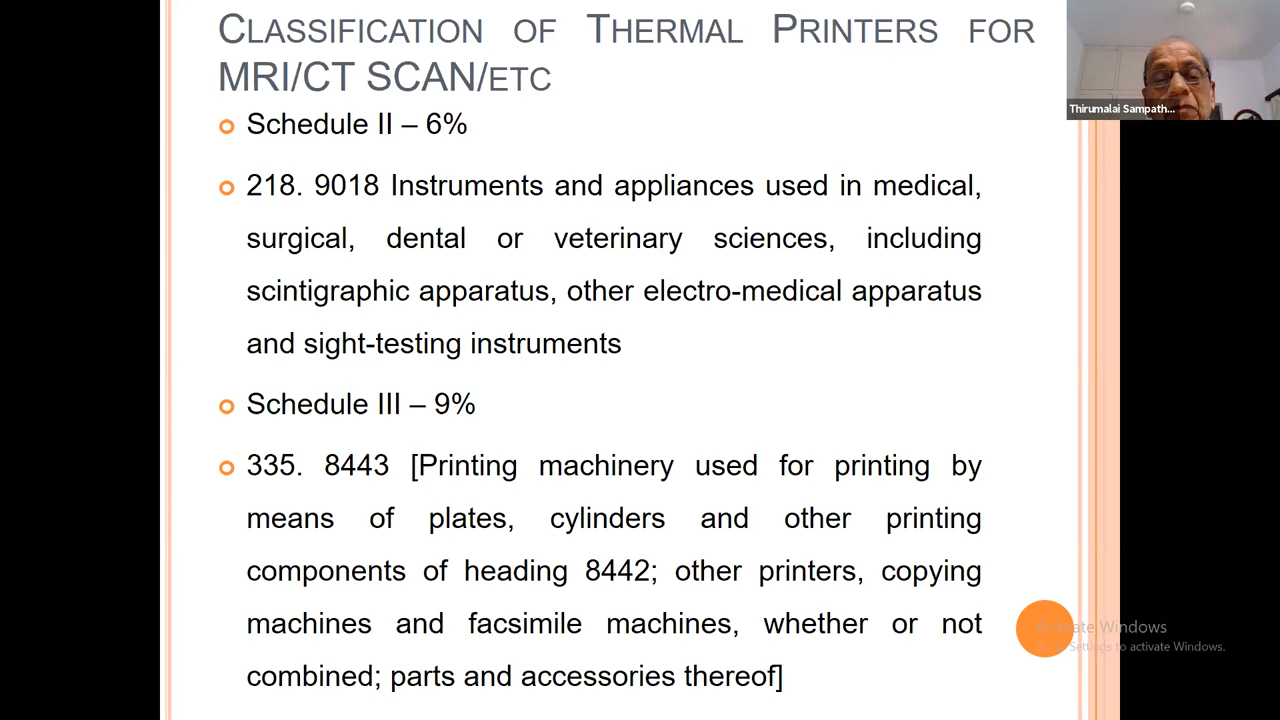 CLASSIFICATION OF THERMAL PRINTERS FOR
MRI/CT SCAN/ETC
Schedule II – 6%
218. 9018 Instruments and appliances used in medical,
surgical, dental or veterinary sciences, including
scintigraphic apparatus, other electro-medical apparatus
and sight-testing instruments
Schedule III – 9%
335. 8443 [Printing machinery used for printing by
means of plates, cylinders and other printing
components of heading 8442; other printers, copying
machines and facsimile machines, whether or not
combined; parts and accessories thereof]
Thirumalai Sampath...
Activate Windows
to Settings to activate Windows.